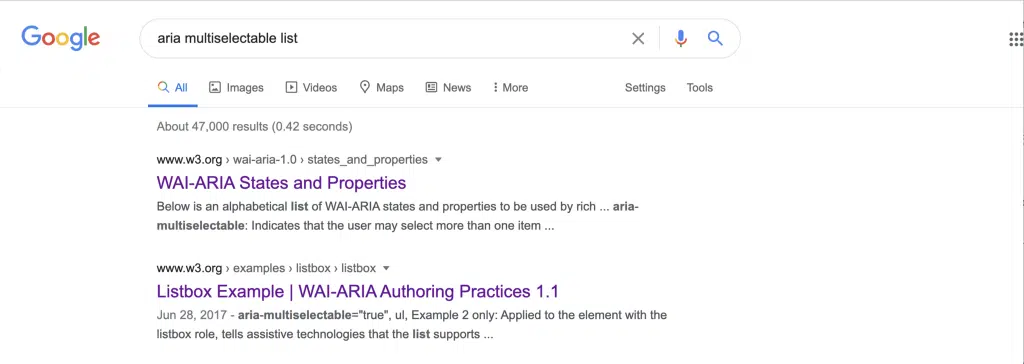 Google
aria multiselectable list
All Images Videos Maps News More Settings Tools
About 47,000 results (0.42 seconds)
www.w3.org › wai-aria-1.0 › states_and_properties
WAI-ARIA States and Properties
Below is an alphabetical list of WAI-ARIA states and properties to be used by rich ... aria-
multiselectable: Indicates that the user may select more than one item ...
www.w3.org › examples › listbox › listbox
Listbox Example | WAI-ARIA Authoring Practices 1.1
Jun 28, 2017 - aria-multiselectable="true", ul, Example 2 only: Applied to the element with the
listbox role, tells assistive technologies that the list supports ...